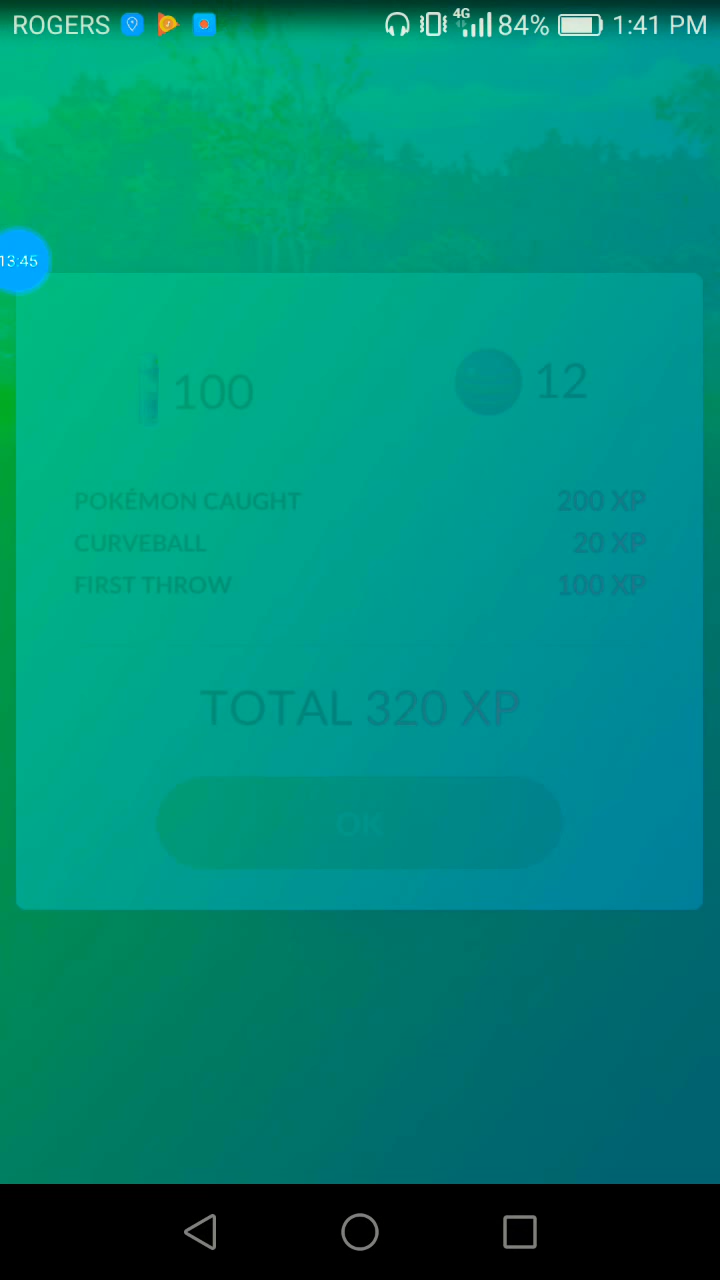 ROGERS 4G 84% 1:41 PM
13:45
100 12
POKÉMON CAUGHT 200 XP
CURVEBALL 20 XP
FIRST THROW 100 XP
TOTAL 320 XP
OK